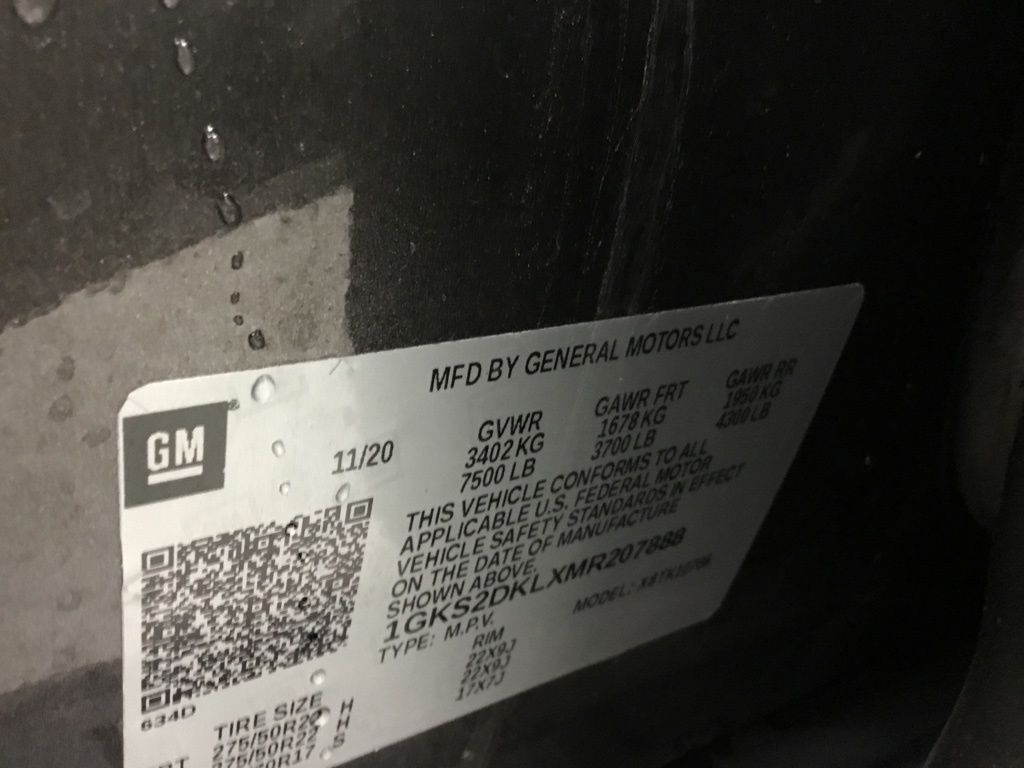 MFD BY GENERAL MOTORS LLC
GM
11/20
GVWR
3402 KG
7500 LB
GAWR FRT
1678 KG
3700 LB
GAWR RR
1950 KG
4300 LB
THIS VEHICLE CONFORMS TO ALL
APPLICABLE U.S. FEDERAL MOTOR
VEHICLE SAFETY STANDARDS IN EFFECT
ON THE DATE OF MANUFACTURE
SHOWN ABOVE.
1GKS2DKLXMR207888
TYPE: M.P.V. MODEL:
634D
TIRE SIZE RIM
275/50R22 H 22X9J
275/50R22 H 22X9J
S 17X7J